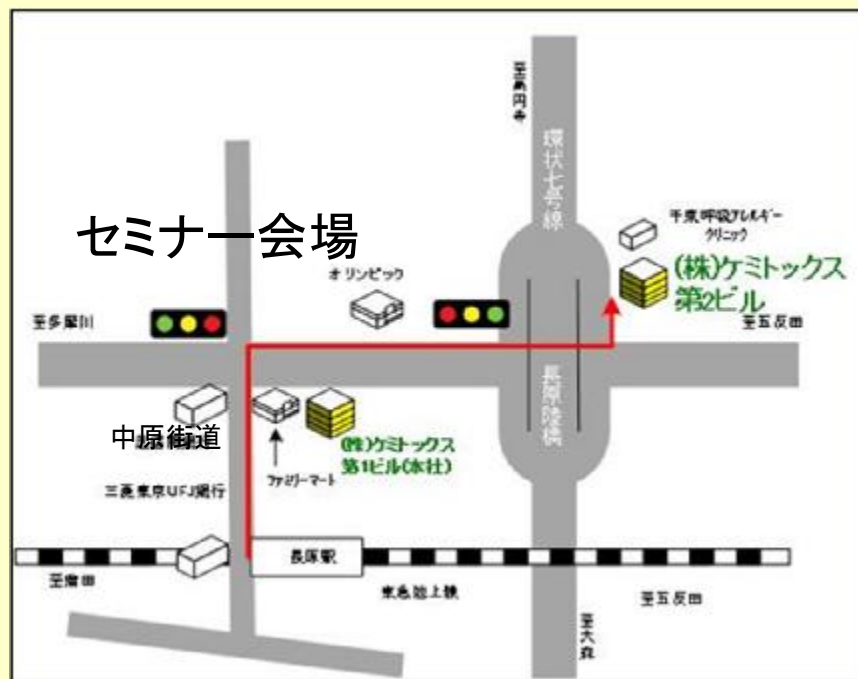 至高円寺
環状七号線
セミナー会場
千束呼吸アレルギー
クリニック
オリンピック
(株)ケミトックス
第2ビル
至多摩川
至五反田
長原陸橋
中原街道
(株)ケミトックス
第1ビル(本社)
ファミリーマート
三菱東京UFJ銀行
長原駅
至蒲田
東急池上線
至五反田
至大森